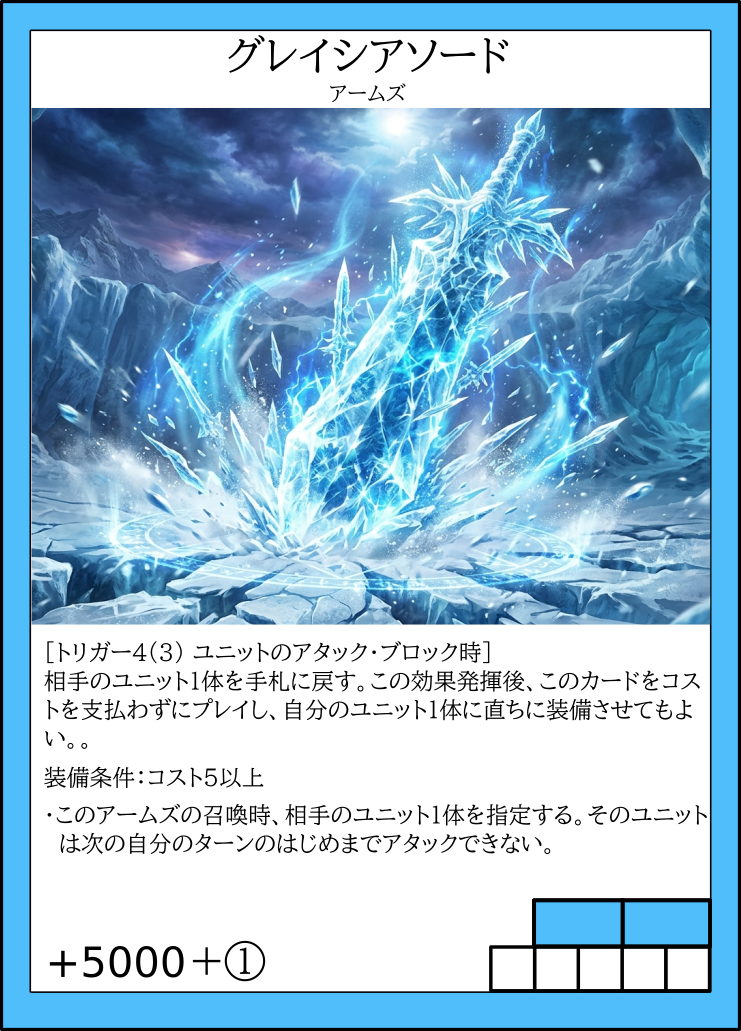 グレイシアソード
アームズ
[トリガー4(3) ユニットのアタック・ブロック時]
相手のユニット1体を手札に戻す。この効果発揮後、このカードをコス
トを支払わずにプレイし、自分のユニット1体に直ちに装備させてもよ
い。。
装備条件：コスト5以上
・このアームズの召喚時、相手のユニット1体を指定する。そのユニット
は次の自分のターンのはじめまでアタックできない。
+5000+①